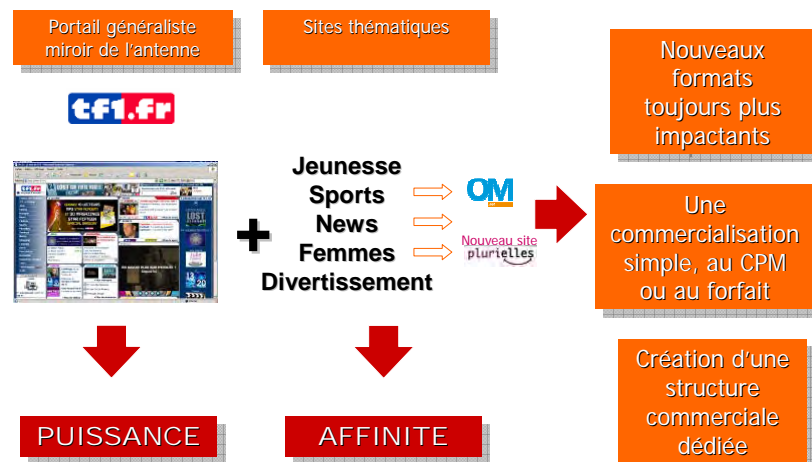 Portail généraliste
miroir de l'antenne
Sites thématiques
tf1.fr
Jeunesse
Sports
News
Femmes
Divertissement
OM
Nouveau site
plurielles
PUISSANCE
AFFINITE
Nouveaux
formats
toujours plus
impactants
Une
commercialisation
simple, au CPM
ou au forfait
Création d'une
structure
commerciale
dédiée